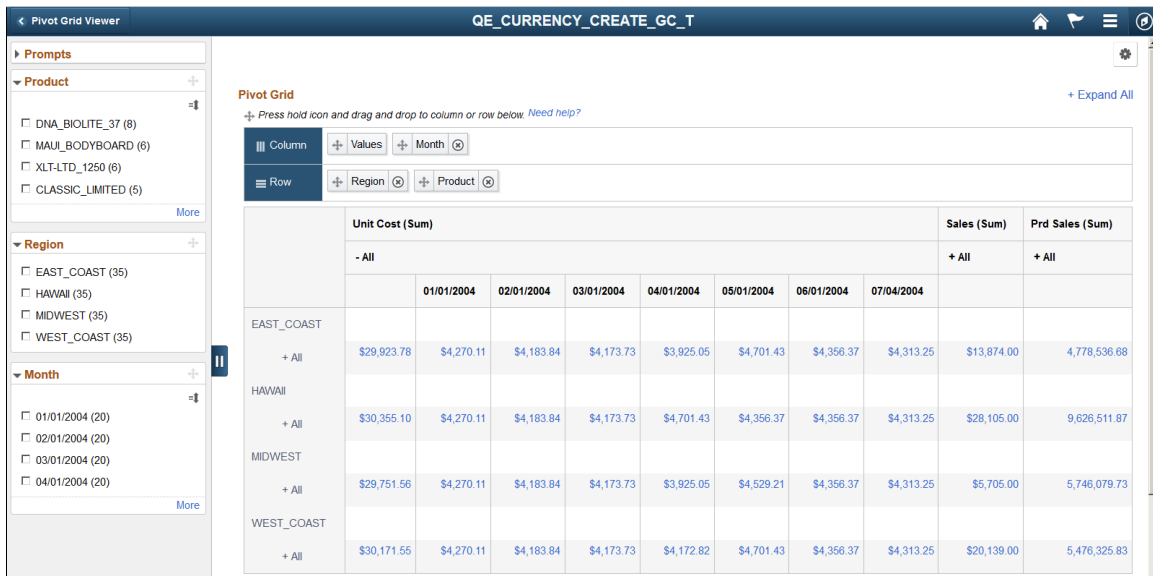 Pivot Grid Viewer
QE_CURRENCY_CREATE_GC_T
Prompts
Product
DNA_BIOLITE_37 (8)
MAUI_BODYBOARD (6)
XLT-LTD_1250 (6)
CLASSIC_LIMITED (5)
More
Region
EAST_COAST (35)
HAWAII (35)
MIDWEST (35)
WEST_COAST (35)
Month
01/01/2004 (20)
02/01/2004 (20)
03/01/2004 (20)
04/01/2004 (20)
More
Pivot Grid
+ Expand All
Press hold icon and drag and drop to column or row below. Need help?
Column Values Month
Row Region Product
Unit Cost (Sum) Sales (Sum) Prd Sales (Sum)
- All + All + All
01/01/2004 02/01/2004 03/01/2004 04/01/2004 05/01/2004 06/01/2004 07/04/2004
EAST_COAST
+ All $29,923.78 $4,270.11 $4,183.84 $4,173.73 $3,925.05 $4,701.43 $4,356.37 $4,313.25 $13,874.00 4,778,536.68
HAWAII
+ All $30,355.10 $4,270.11 $4,183.84 $4,173.73 $4,701.43 $4,356.37 $4,356.37 $4,313.25 $28,105.00 9,626,511.87
MIDWEST
+ All $29,751.56 $4,270.11 $4,183.84 $4,173.73 $3,925.05 $4,529.21 $4,356.37 $4,313.25 $5,705.00 5,746,079.73
WEST_COAST
+ All $30,171.55 $4,270.11 $4,183.84 $4,173.73 $4,172.82 $4,701.43 $4,356.37 $4,313.25 $20,139.00 5,476,325.83